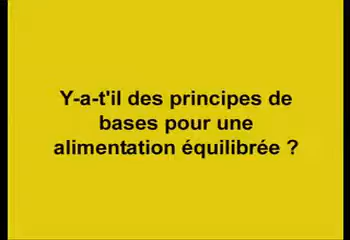 Y-a-t'il des principes de
bases pour une
alimentation équilibrée ?